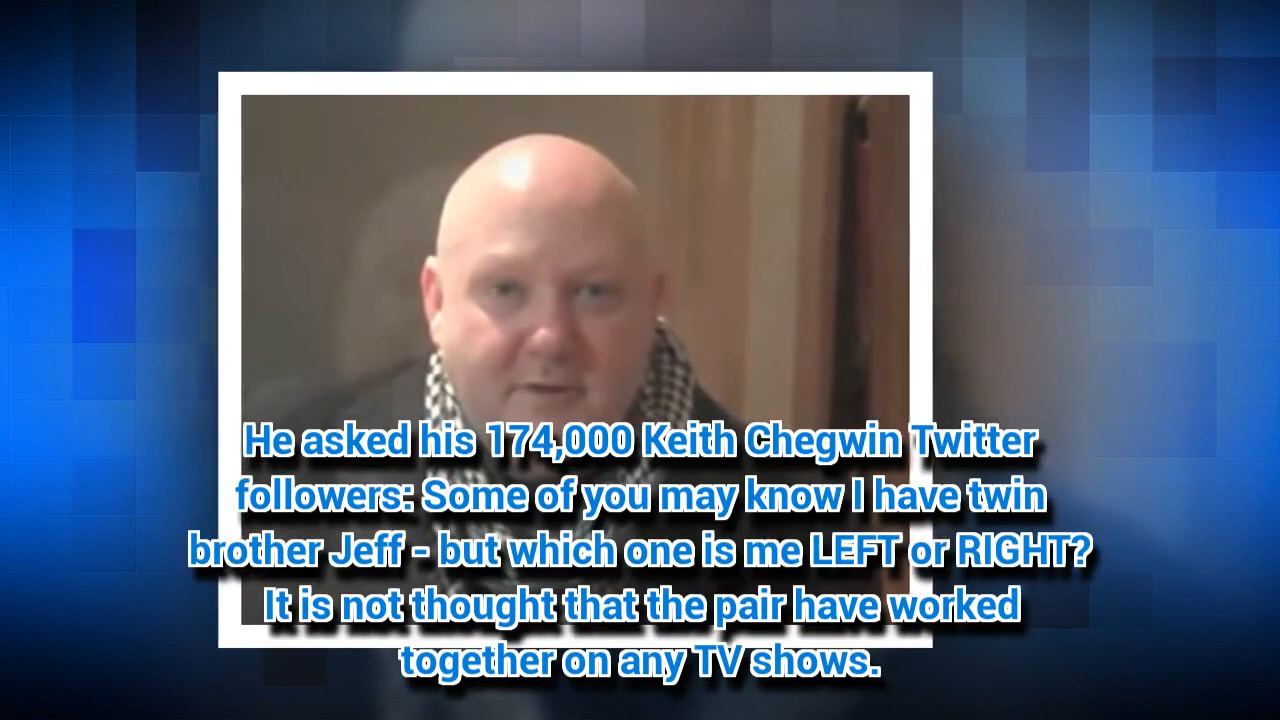 He asked his 174,000 Keith Chegwin Twitter
followers: Some of you may know I have twin
brother Jeff - but which one is me LEFT or RIGHT?
It is not thought that the pair have worked
together on any TV shows.